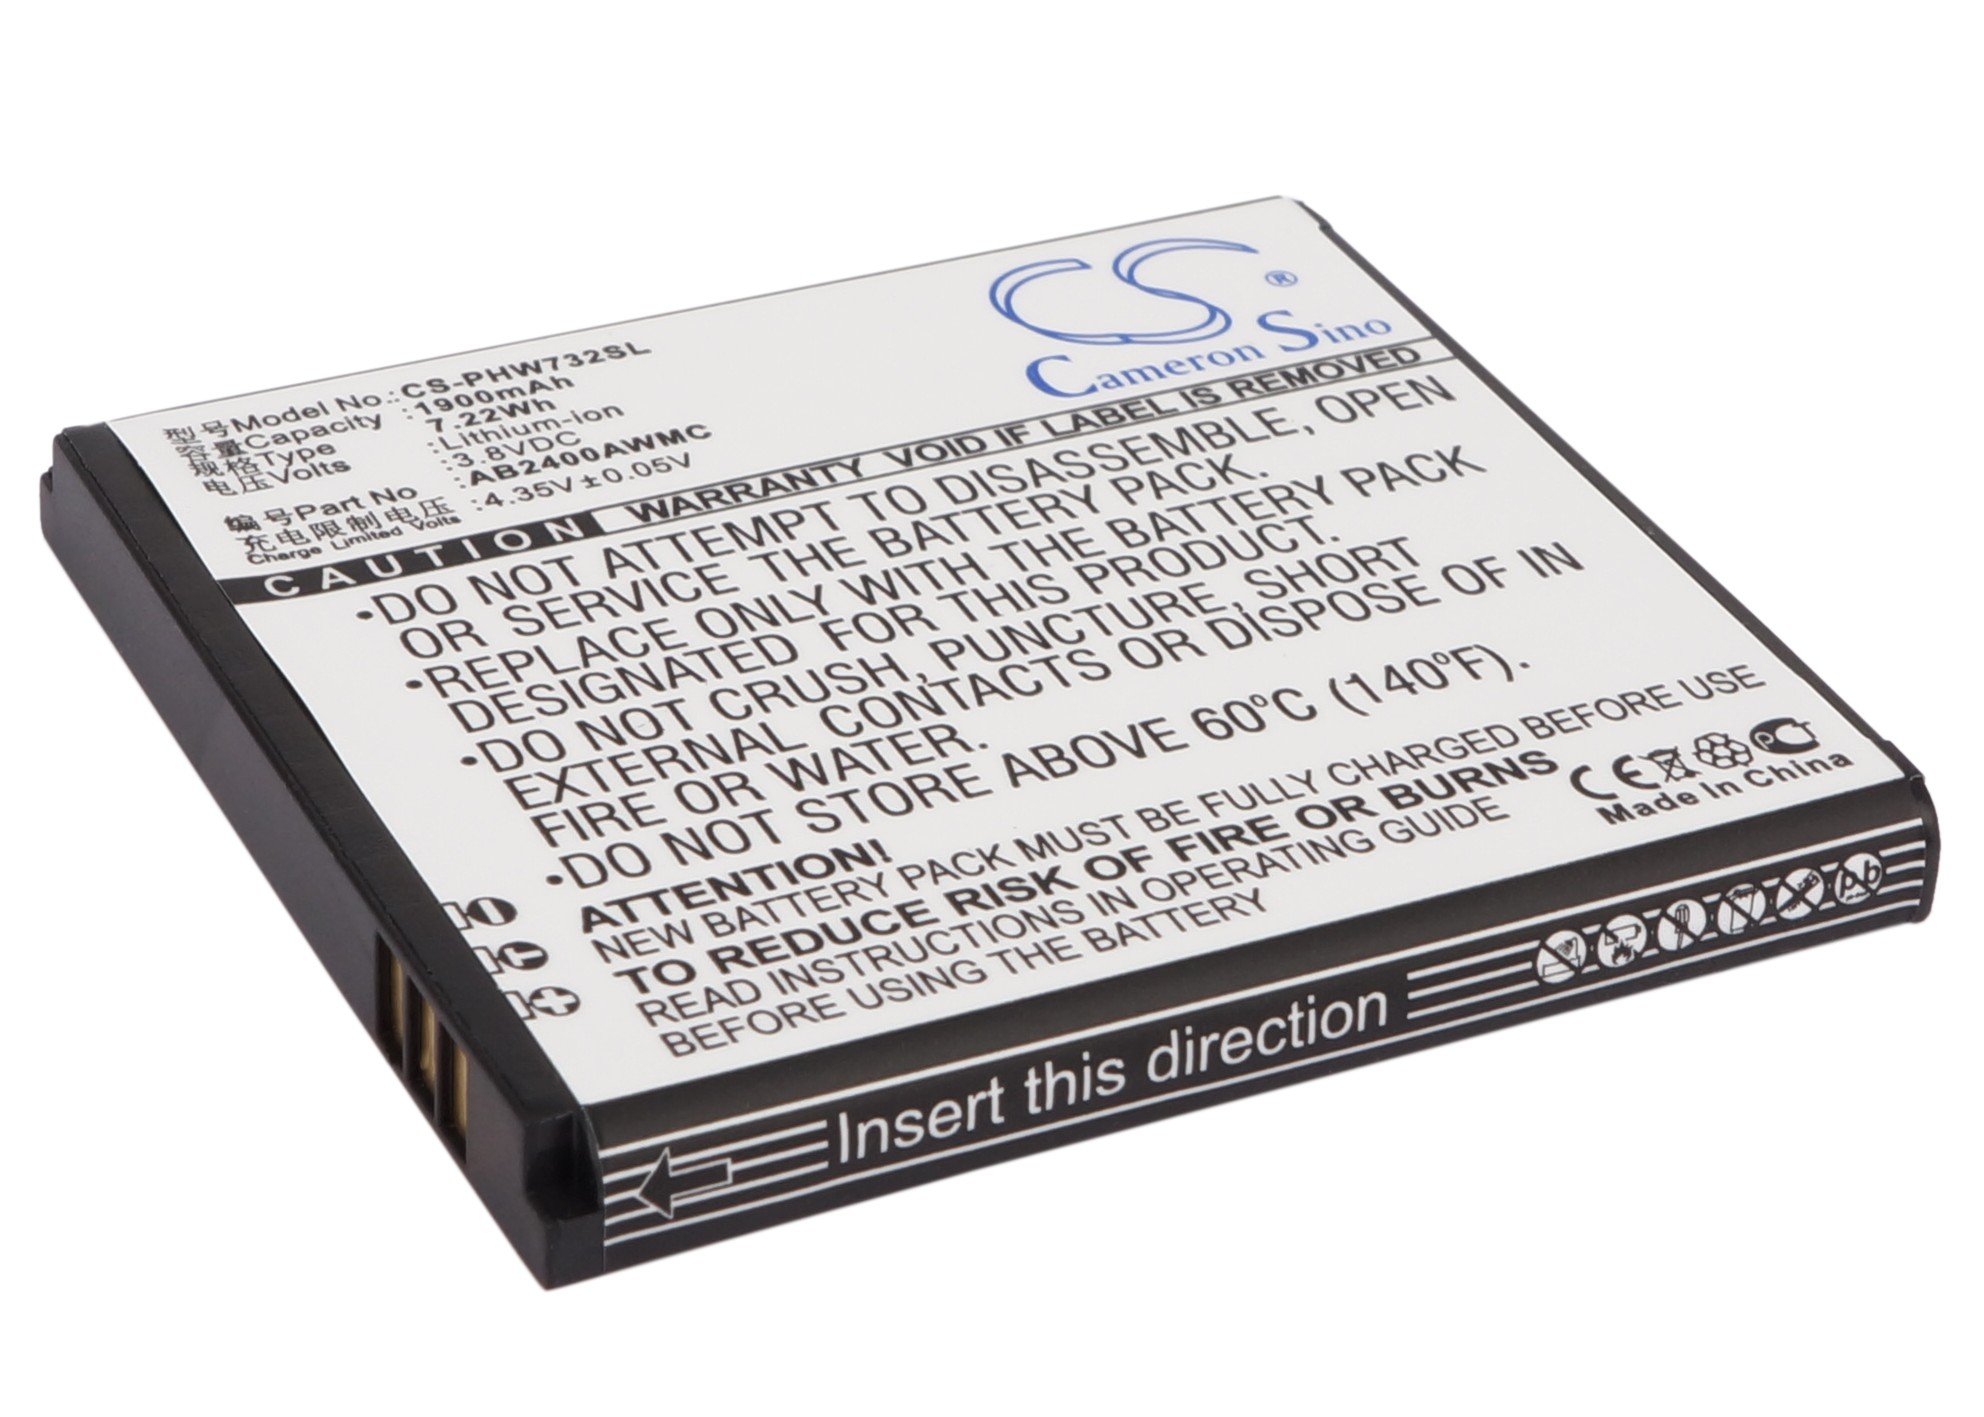 CS®
Cameron Sino
型号Model No.:CS-PHW732SL
容量Capacity :1900mAh
7.22Wh
规格Type :Lithium-ion
电压Volts :3.8VDC
编号Part No :AB2400AWMC
充电限制电压 :4.35V±0.05V
Charge Limited Volts
CAUTION WARRANTY VOID IF LABEL IS REMOVED
•DO NOT ATTEMPT TO DISASSEMBLE, OPEN
OR SERVICE THE BATTERY PACK.
•REPLACE ONLY WITH THE BATTERY PACK
DESIGNATED FOR THIS PRODUCT.
•DO NOT CRUSH, PUNCTURE, SHORT
EXTERNAL CONTACTS OR DISPOSE OF IN
FIRE OR WATER.
•DO NOT STORE ABOVE 60°C (140°F).
ATTENTION!
NEW BATTERY PACK MUST BE FULLY CHARGED BEFORE USE
TO REDUCE RISK OF FIRE OR BURNS
READ INSTRUCTIONS IN OPERATING GUIDE
BEFORE USING THE BATTERY
CE
Made In China
Insert this direction
pb